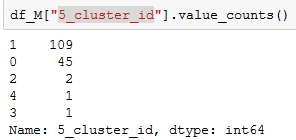 df_M["5_cluster_id"].value_counts()
1    109
0     45
2      2
4      1
3      1
Name: 5_cluster_id, dtype: int64